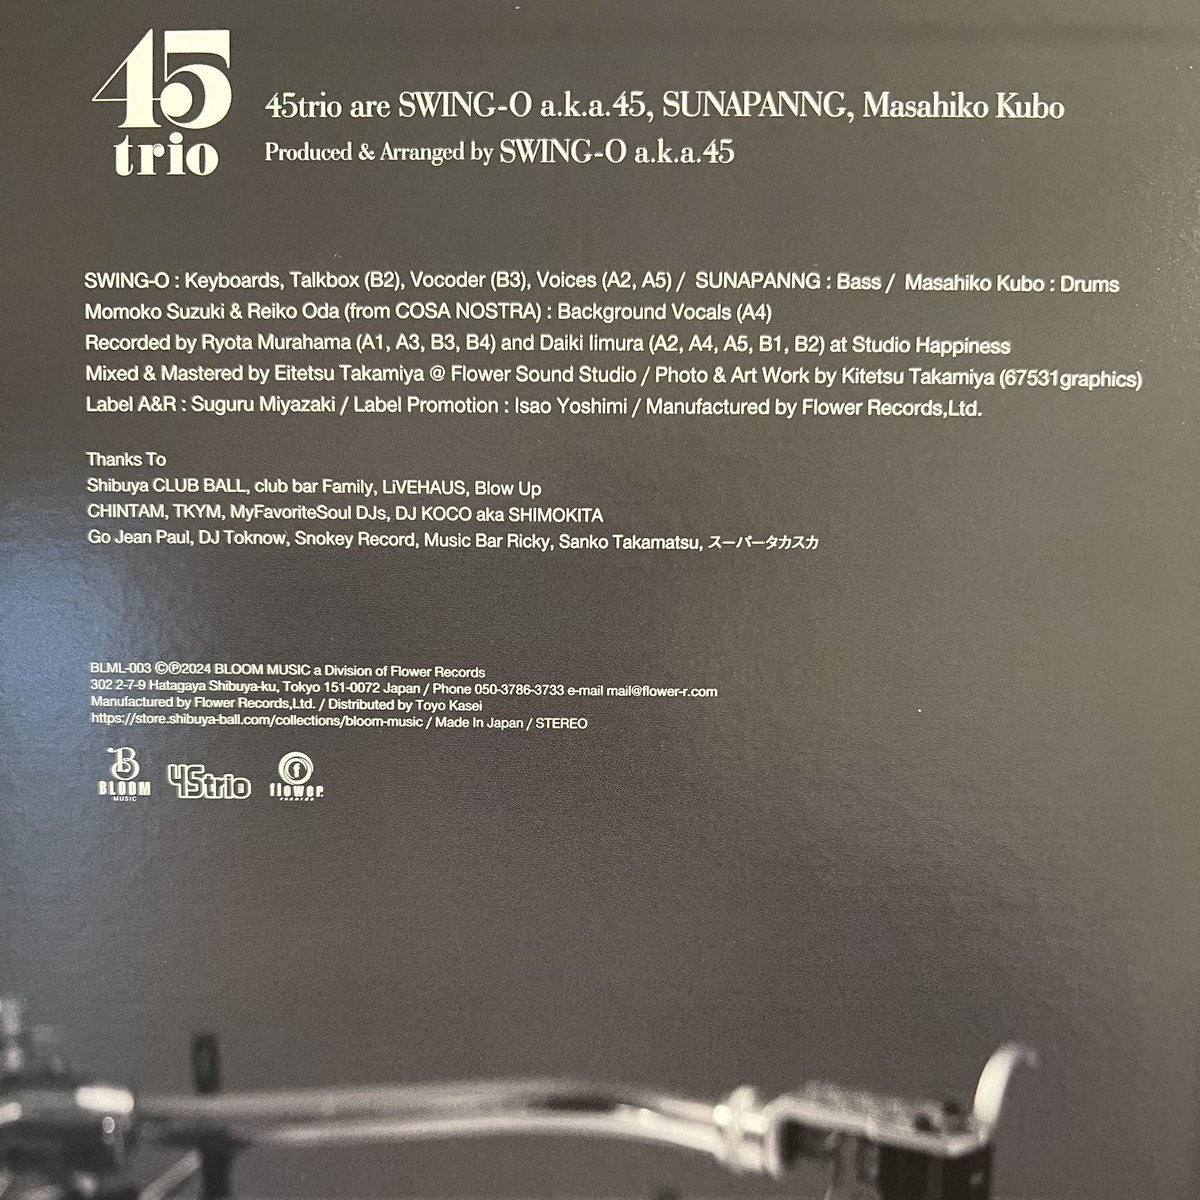 45
trio
45trio are SWING-O a.k.a.45, SUNAPANNG, Masahiko Kubo
Produced & Arranged by SWING-O a.k.a.45
SWING-O : Keyboards, Talkbox (B2), Vocoder (B3), Voices (A2, A5) / SUNAPANNG : Bass / Masahiko Kubo : Drums
Momoko Suzuki & Reiko Oda (from COSA NOSTRA) : Background Vocals (A4)
Recorded by Ryota Murahama (A1, A3, B3, B4) and Daiki Iimura (A2, A4, A5, B1, B2) at Studio Happiness
Mixed & Mastered by Eitetsu Takamiya @ Flower Sound Studio / Photo & Art Work by Kitetsu Takamiya (67531graphics)
Label A&R : Suguru Miyazaki / Label Promotion : Isao Yoshimi / Manufactured by Flower Records,Ltd.
Thanks To
Shibuya CLUB BALL, club bar Family, LiVEHAUS, Blow Up
CHINTAM, TKYM, MyFavoriteSoul DJs, DJ KOCO aka SHIMOKITA
Go Jean Paul, DJ Toknow, Snokey Record, Music Bar Ricky, Sanko Takamatsu, スーパータカスカ
BLML-003 ©℗2024 BLOOM MUSIC a Division of Flower Records
302 2-7-9 Hatagaya Shibuya-ku, Tokyo 151-0072 Japan / Phone 050-3786-3733 e-mail mail@flower-r.com
Manufactured by Flower Records,Ltd. / Distributed by Toyo Kasei
https://store.shibuya-ball.com/collections/bloom-music / Made In Japan / STEREO
B BLOOM MUSIC 45trio f flower records